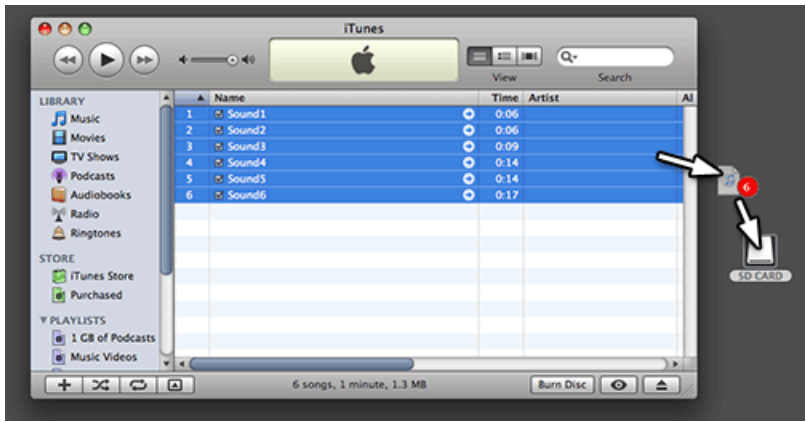 iTunes
View
Search
LIBRARY
Music
Movies
TV Shows
Podcasts
Audiobooks
Radio
Ringtones
STORE
iTunes Store
Purchased
PLAYLISTS
1 GB of Podcasts
Music Videos
Name Time Artist Al
1 Sound1 0:06
2 Sound2 0:06
3 Sound3 0:09
4 Sound4 0:14
5 Sound5 0:14
6 Sound6 0:17
6
SD CARD
6 songs, 1 minute, 1.3 MB
Burn Disc